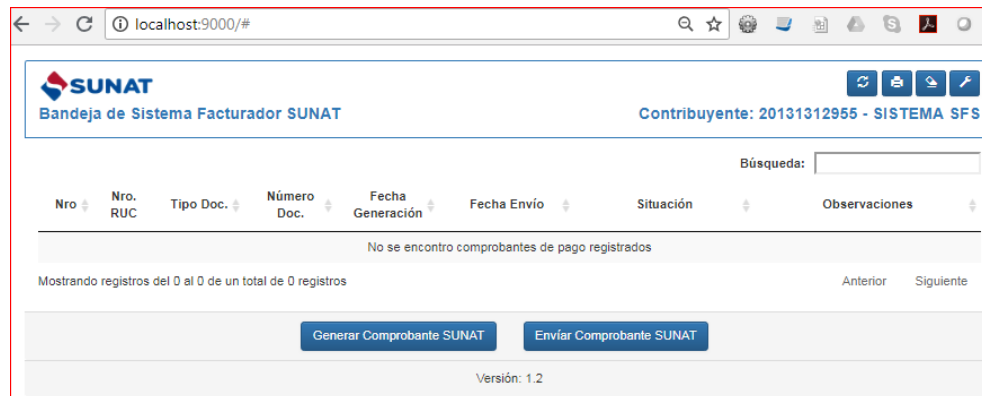 localhost:9000/#
SUNAT
Bandeja de Sistema Facturador SUNAT
Contribuyente: 20131312955 - SISTEMA SFS
Búsqueda:
Nro Nro. RUC Tipo Doc. Número Doc. Fecha Generación Fecha Envío Situación Observaciones
No se encontro comprobantes de pago registrados
Mostrando registros del 0 al 0 de un total de 0 registros
Anterior Siguiente
Generar Comprobante SUNAT Envíar Comprobante SUNAT
Versión: 1.2